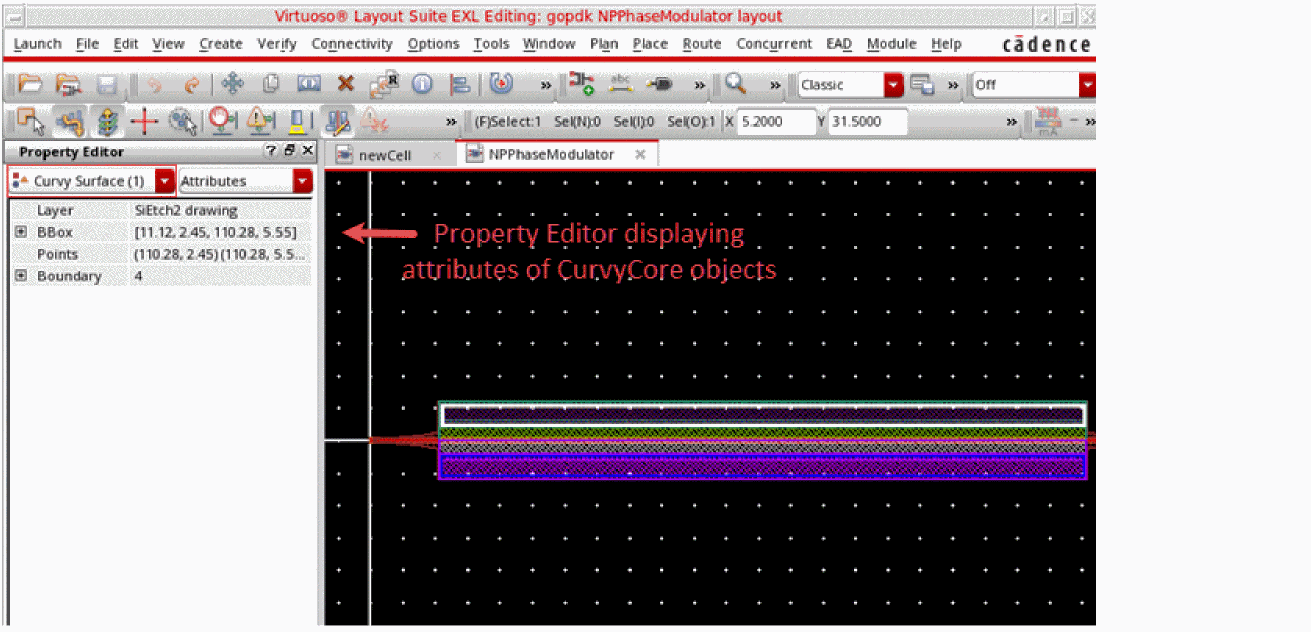 Virtuoso® Layout Suite EXL Editing: gopdk NPPhaseModulator layout
Launch File Edit View Create Verify Connectivity Options Tools Window Plan Place Route Concurrent EAD Module Help cādence
R » abc » » Classic » Off
» (F)Select:1 Sel(N):0 Sel(I):0 Sel(O):1 X 5.2000 Y 31.5000 » mA »
Property Editor ? newCell NPPhaseModulator
Curvy Surface (1) Attributes
Layer SiEtch2 drawing
BBox [11.12, 2.45, 110.28, 5.55]
Points (110.28, 2.45) (110.28, 5.5...
Boundary 4
Property Editor displaying
attributes of CurvyCore objects